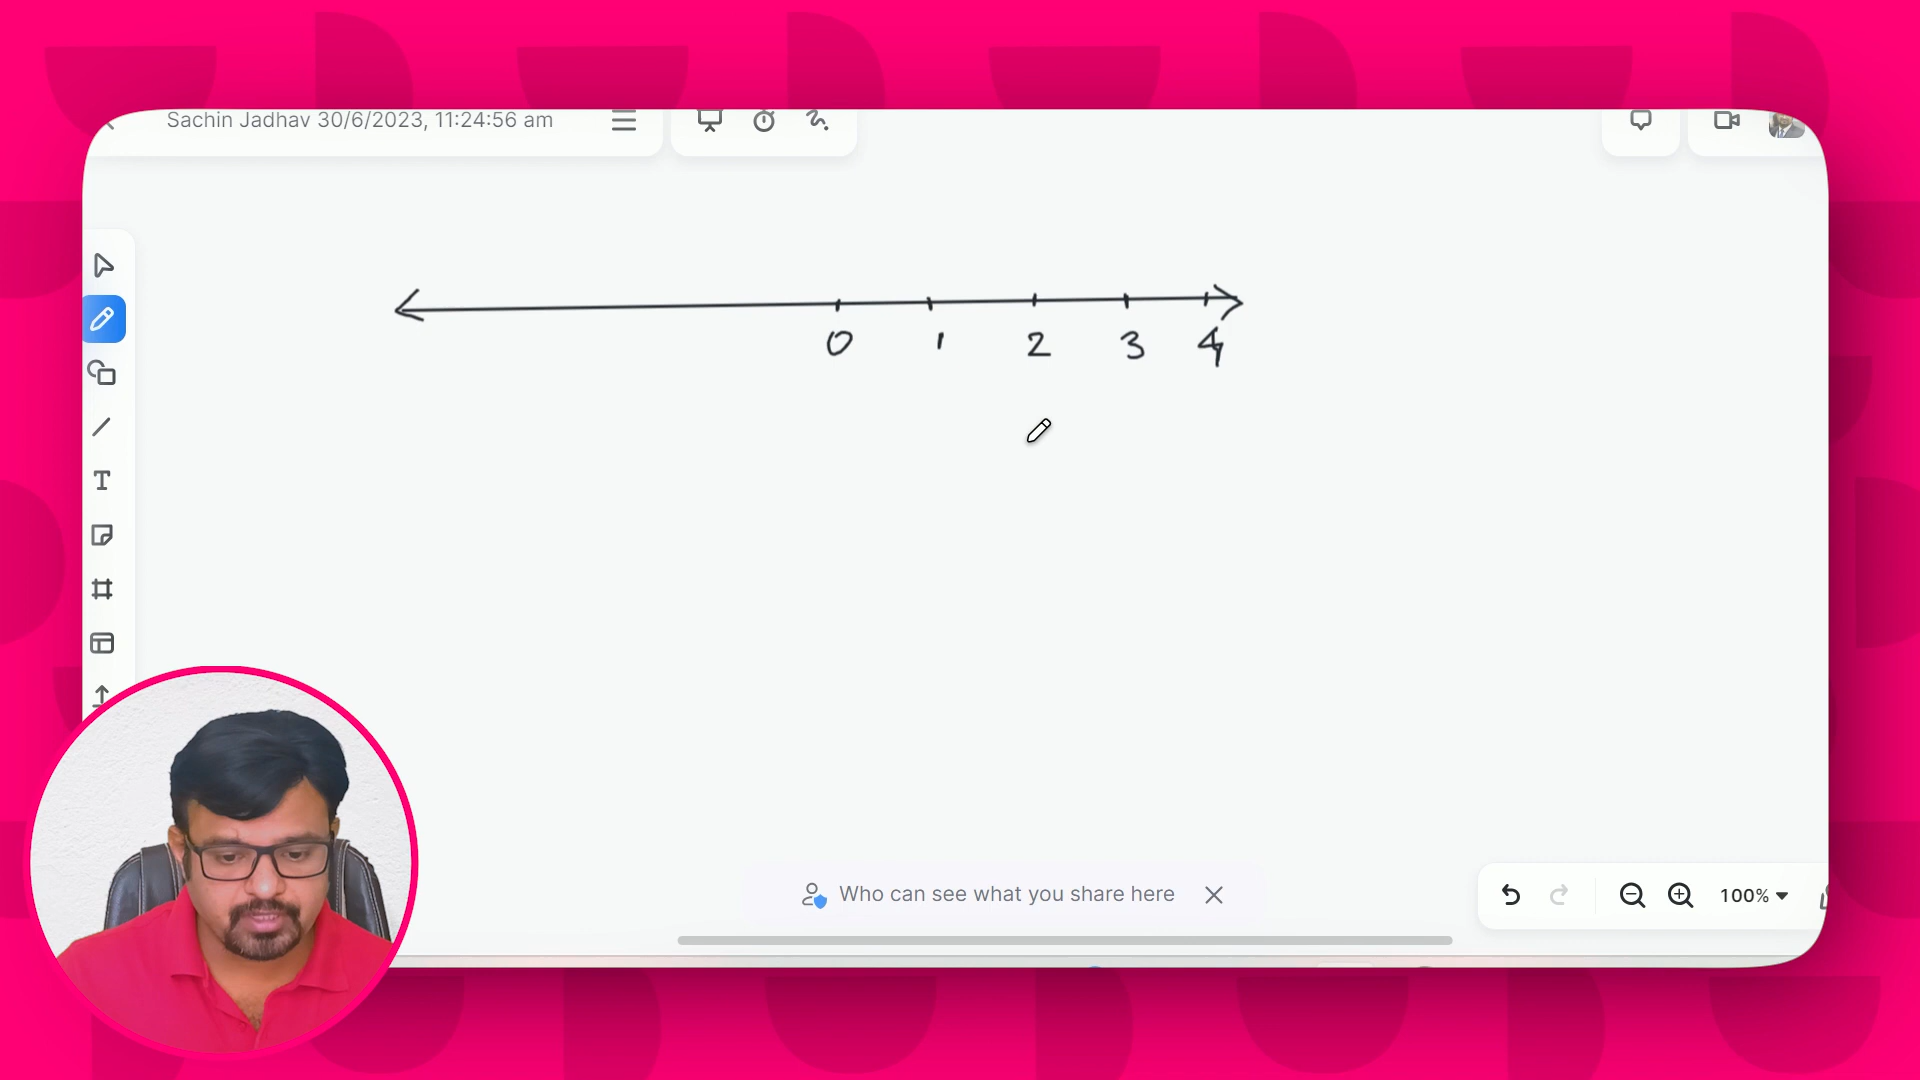 Sachin Jadhav 30/6/2023, 11:24:56 am
0 1 2 3 4
T
Who can see what you share here
100%